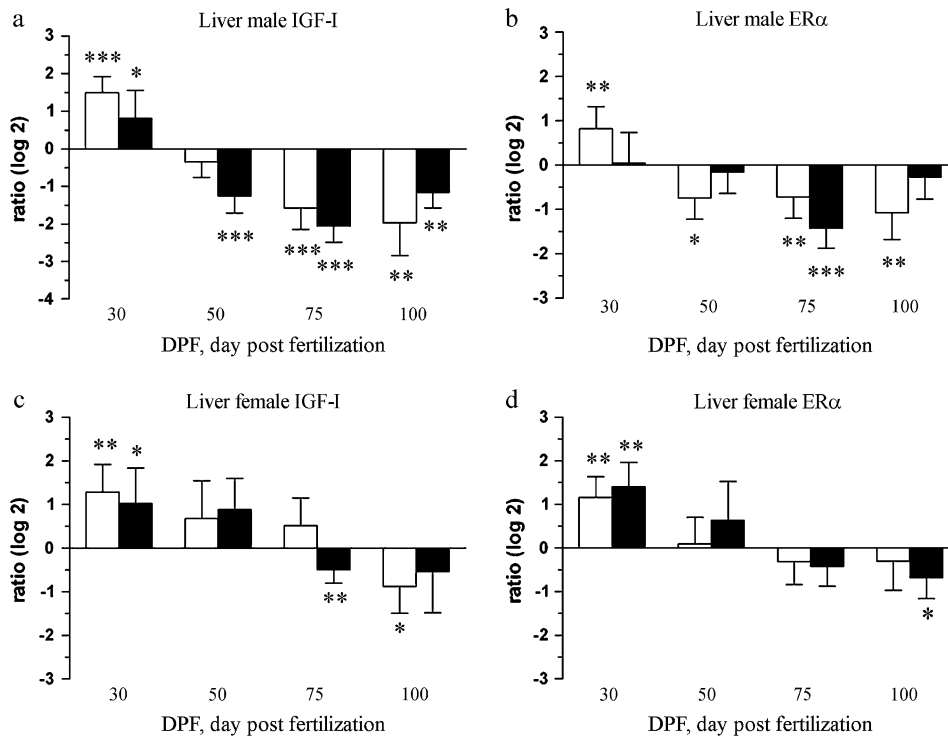 a
Liver male IGF-I
3
2
1
0
-1
-2
-3
-4
ratio (log 2)
*** *
***
*** ***
** **
30 50 75 100
DPF, day post fertilization
b
Liver male ERα
3
2
1
0
-1
-2
-3
ratio (log 2)
**
*
** ***
**
30 50 75 100
DPF, day post fertilization
c
Liver female IGF-I
3
2
1
0
-1
-2
-3
ratio (log 2)
** *
**
*
30 50 75 100
DPF, day post fertilization
d
Liver female ERα
3
2
1
0
-1
-2
-3
ratio (log 2)
** **
*
30 50 75 100
DPF, day post fertilization